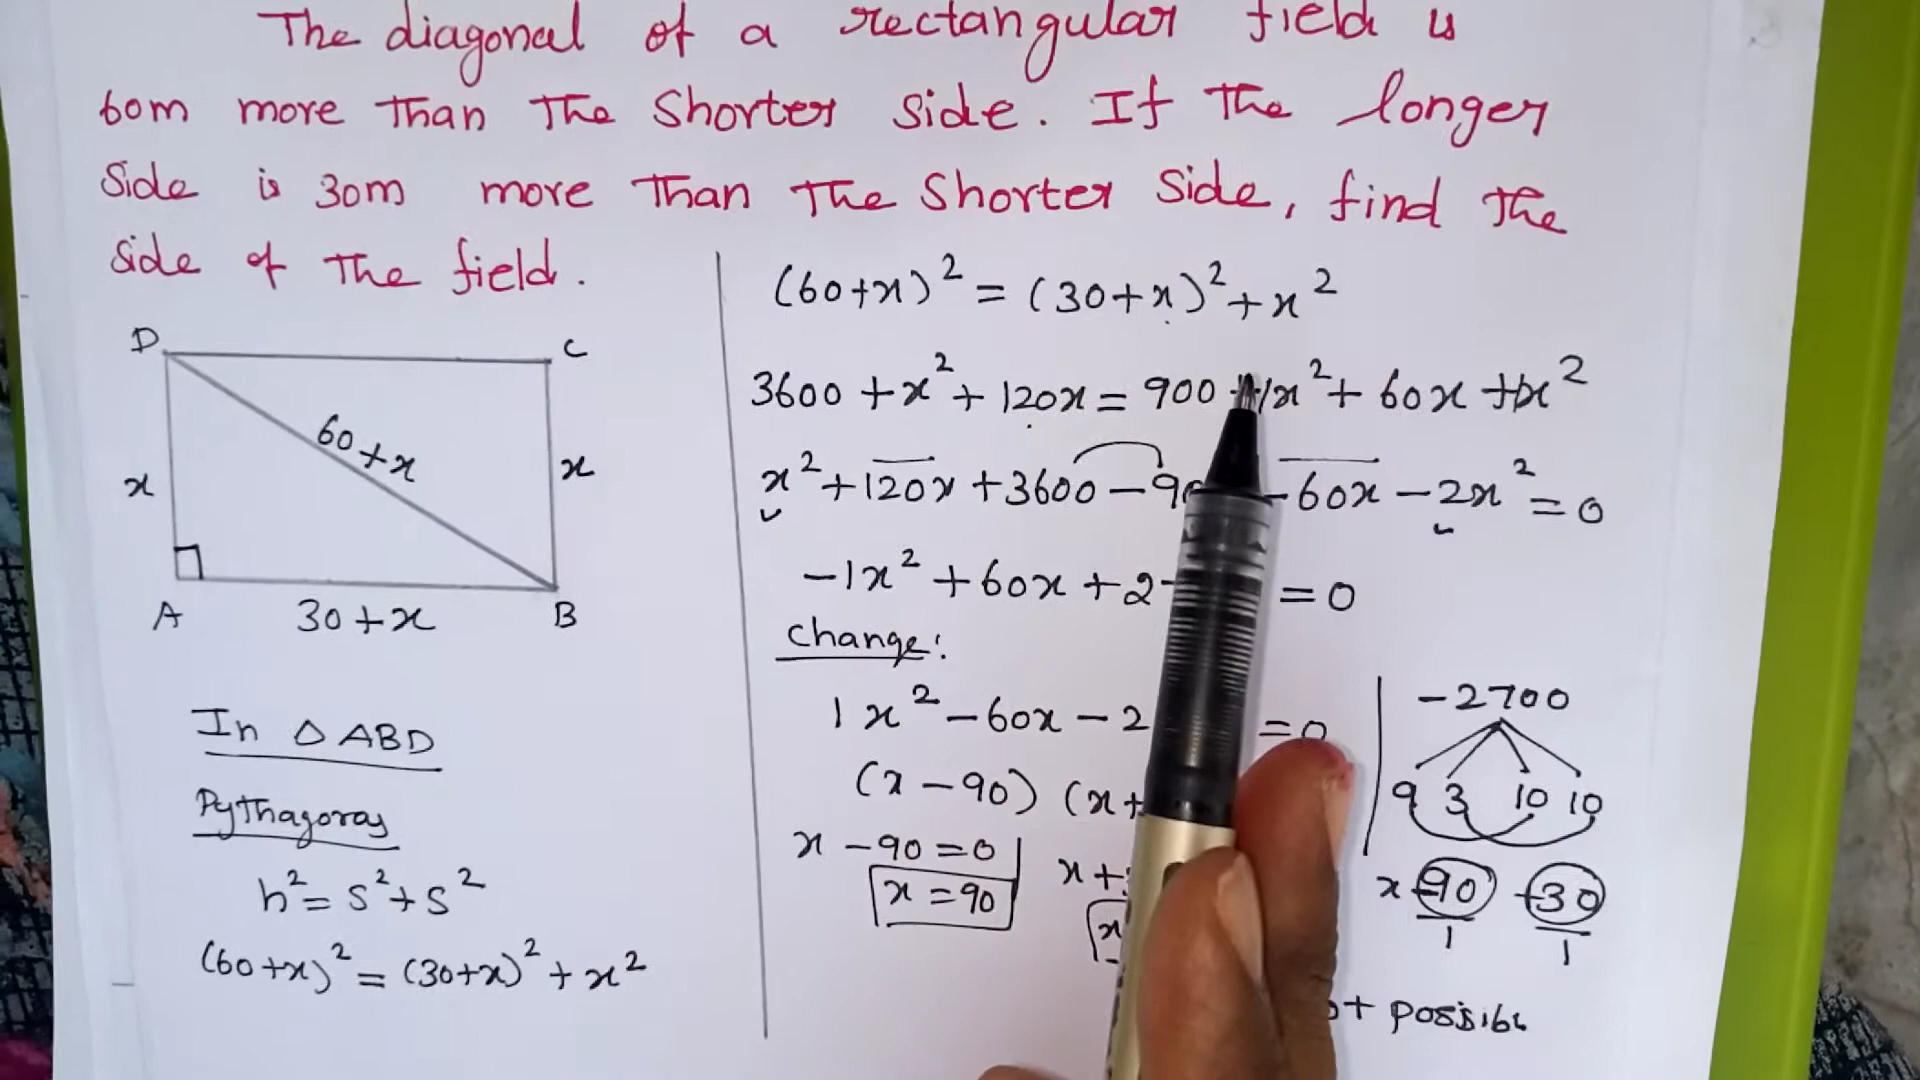 The diagonal of a rectangular field is
60m more than the shorter side. If the longer
side is 30m more than the shorter side, find the
side of the field.
D
C
60+x
x
x
A
30+x
B
In △ABD
Pythagoras
h²=s²+s²
(60+x)²=(30+x)²+x²
(60+x)²=(30+x)²+x²
3600+x²+120x=900+1x²+60x+1x²
x²+120x+3600-9 -60x-2x²=0
-1x²+60x+2 =0
Change:
1x²-60x-2 =0
(x-90)(x+
x-90=0
x+
x=90
x
-2700
9 3 10 10
x-90 +30
1 1
possible